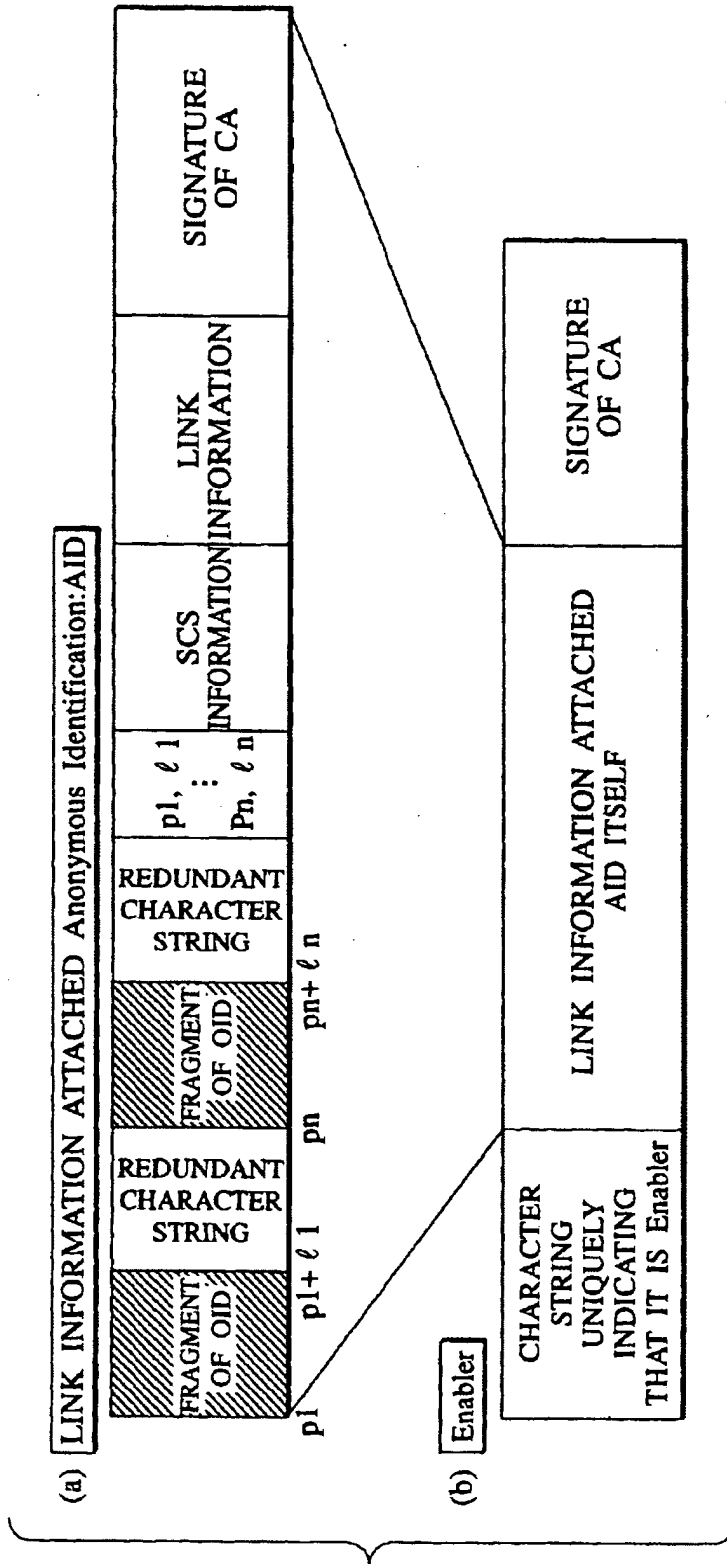 (a) LINK INFORMATION ATTACHED Anonymous Identification:AID
FRAGMENT
OF OID
REDUNDANT
CHARACTER
STRING
FRAGMENT
OF OID
REDUNDANT
CHARACTER
STRING
p1, ℓ 1
⋮
Pn, ℓ n
SCS
INFORMATION
LINK
INFORMATION
SIGNATURE
OF CA
p1
p1+ ℓ 1
pn
pn+ ℓ n
(b) Enabler
CHARACTER
STRING
UNIQUELY
INDICATING
THAT IT IS Enabler
LINK INFORMATION ATTACHED
AID ITSELF
SIGNATURE
OF CA